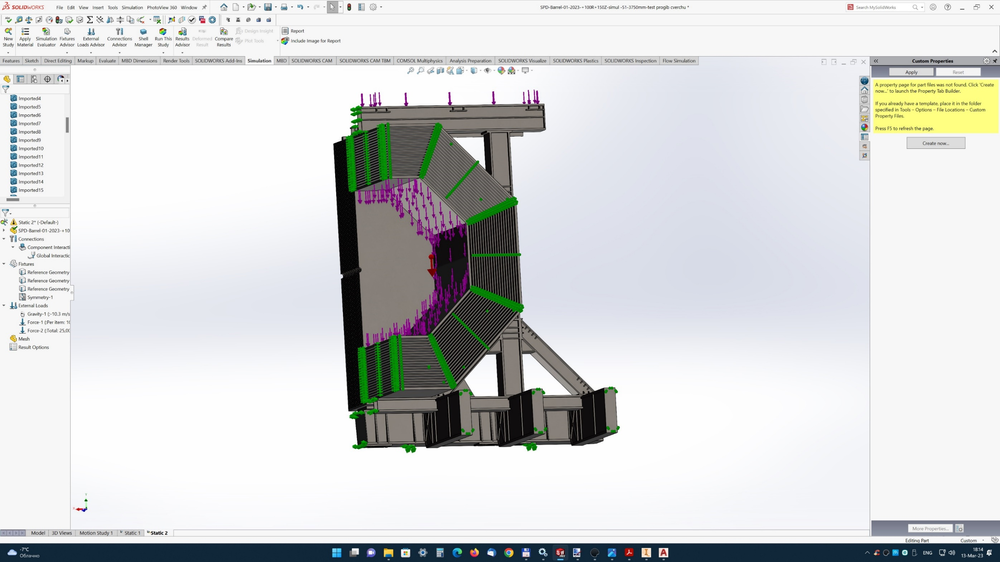 SOLIDWORKS
File Edit View Insert Tools Simulation PhotoView 360 Window
SPD-Barrel-01-2023-+100R+150Z-simul -51-3750mm-test progib cverchu *
Search MySolidWorks
New Study
Apply Material
Simulation Evaluator
Fixtures Advisor
External Loads Advisor
Connections Advisor
Shell Manager
Run This Study
Results Advisor
Deformed Result
Compare Results
Design Insight
Plot Tools
Report
Include Image for Report
Features Sketch Direct Editing Markup Evaluate MBD Dimensions Render Tools SOLIDWORKS Add-Ins Simulation MBD SOLIDWORKS CAM SOLIDWORKS CAM TBM COMSOL Multiphysics Analysis Preparation SOLIDWORKS Visualize SOLIDWORKS Plastics SOLIDWORKS Inspection Flow Simulation
Imported4
Imported5
Imported6
Imported7
Imported8
Imported9
Imported10
Imported11
Imported12
Imported13
Imported14
Imported15
Static 2* (-Default-)
SPD-Barrel-01-2023-+10
Connections
Component Interacti
Global Interactic
Fixtures
Reference Geometry
Reference Geometry
Reference Geometry
Symmetry-1
External Loads
Gravity-1 (:-10.3 m/s
Force-1 (:Per item: 10
Force-2 (:Total: 25,00
Mesh
Result Options
Y
X
Custom Properties
Apply Reset
A property page for part files was not found. Click 'Create
now...' to launch the Property Tab Builder.
If you already have a template, place it in the folder
specified in Tools – Options – File Locations – Custom
Property Files.
Press F5 to refresh the page.
Create now...
More Properties...
Model 3D Views Motion Study 1 Static 1 Static 2
Editing Part Custom
-7°C
Облачно
SW
2022
ENG
18:14
13-Mar-23